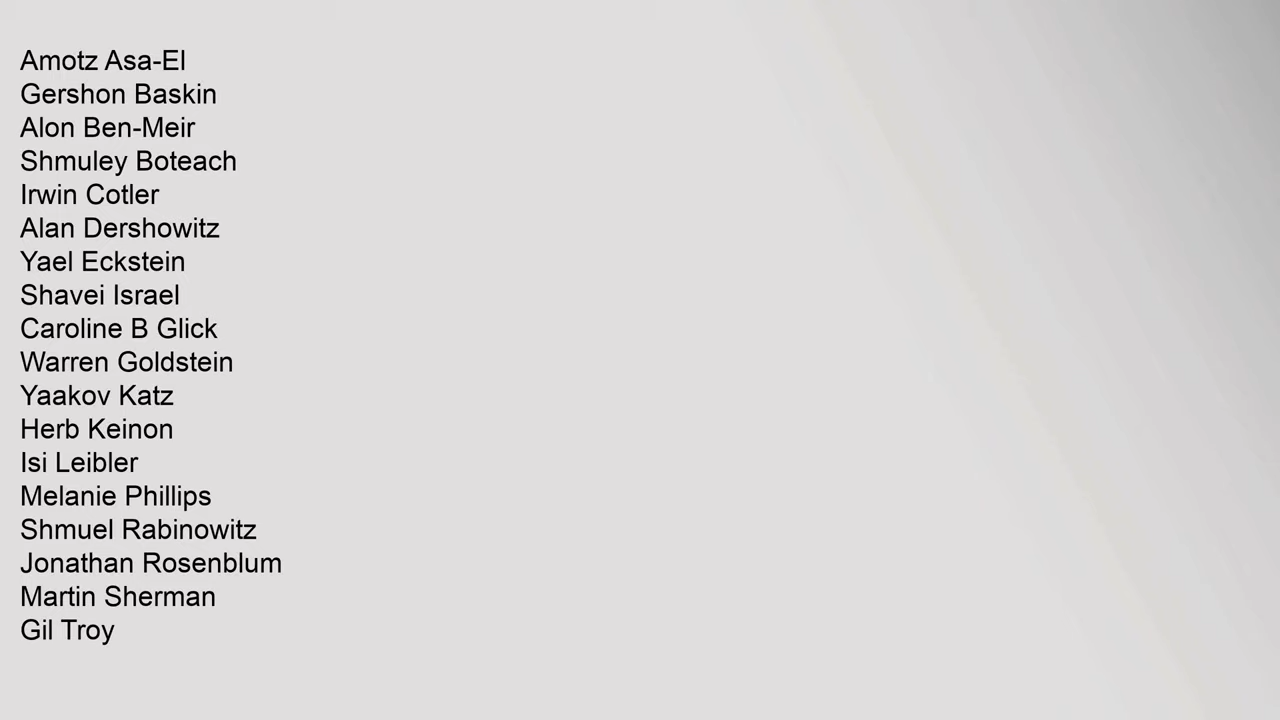 Amotz Asa-El
Gershon Baskin
Alon Ben-Meir
Shmuley Boteach
Irwin Cotler
Alan Dershowitz
Yael Eckstein
Shavei Israel
Caroline B Glick
Warren Goldstein
Yaakov Katz
Herb Keinon
Isi Leibler
Melanie Phillips
Shmuel Rabinowitz
Jonathan Rosenblum
Martin Sherman
Gil Troy